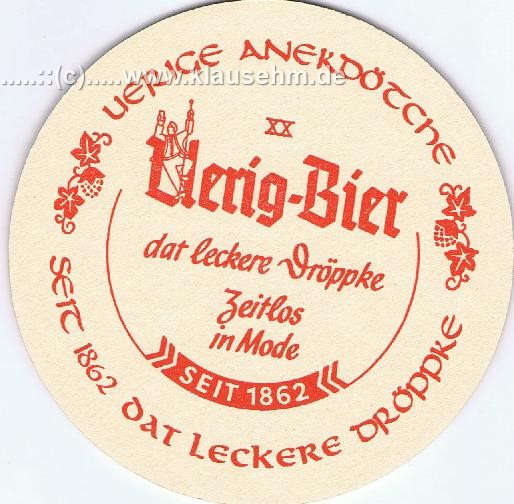 .....::(c).....www.klausehm.de
UERIGE ANEKDÖTCHE
XX
Uerig-Bier
dat leckere Dröppke
Zeitlos
in Mode
SEIT 1862
SEIT 1862 DAT LECKERE DRÖPPKE